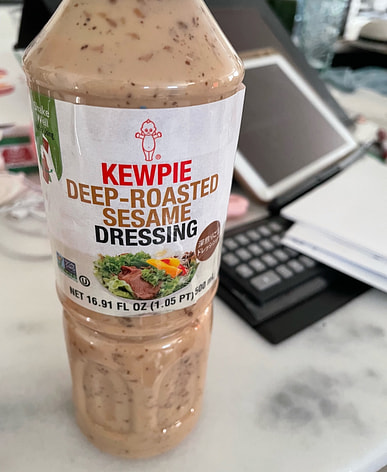 KEWPIE
®
DEEP-ROASTED
SESAME
DRESSING
NET 16.91 FL OZ (1.05 PT) 500 mL